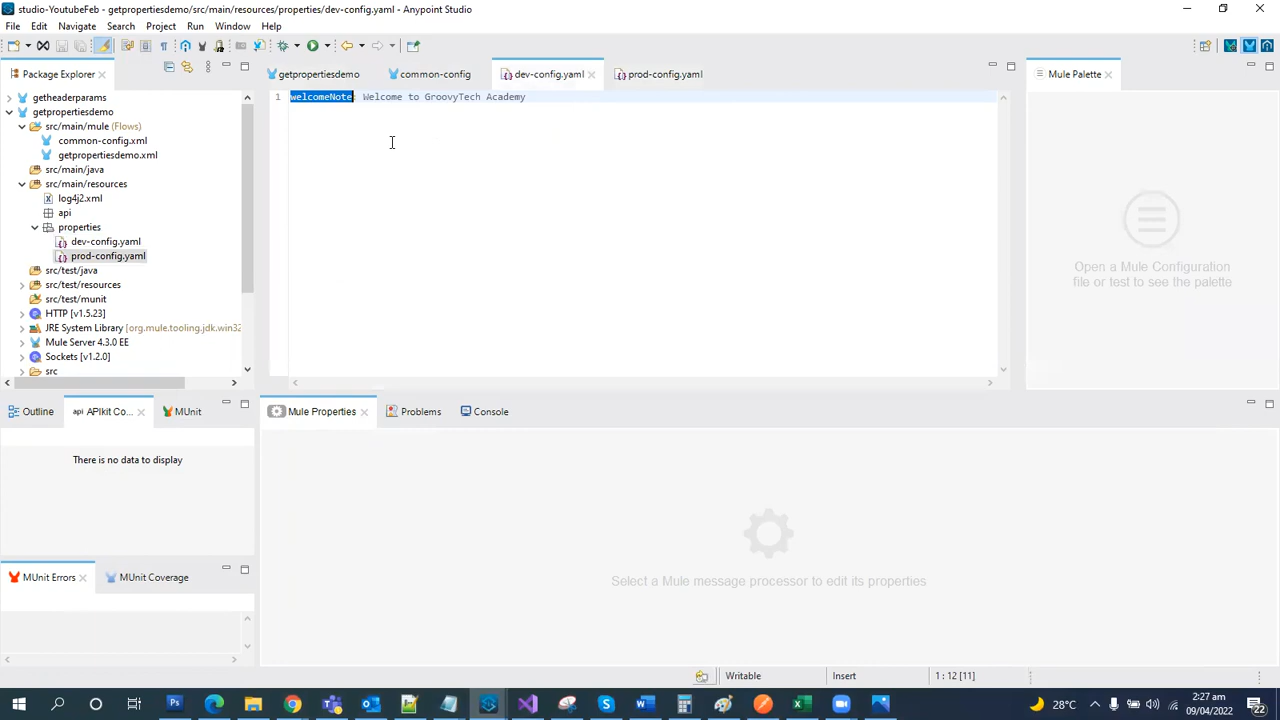 studio-YoutubeFeb - getpropertiesdemo/src/main/resources/properties/dev-config.yaml - Anypoint Studio
File Edit Navigate Search Project Run Window Help
Package Explorer
getpropertiesdemo
common-config
dev-config.yaml
prod-config.yaml
Mule Palette
getheaderparams
getpropertiesdemo
src/main/mule (Flows)
common-config.xml
getpropertiesdemo.xml
src/main/java
src/main/resources
log4j2.xml
api
properties
dev-config.yaml
prod-config.yaml
src/test/java
src/test/resources
src/test/munit
HTTP [v1.5.23]
JRE System Library [org.mule.tooling.jdk.win32
Mule Server 4.3.0 EE
Sockets [v1.2.0]
src
1 welcomeNote: Welcome to GroovyTech Academy
Open a Mule Configuration
file or test to see the palette
Outline
api APIkit Co...
MUnit
There is no data to display
MUnit Errors
MUnit Coverage
Mule Properties
Problems
Console
Select a Mule message processor to edit its properties
Writable
Insert
1 : 12 [11]
28°C
2:27 am
09/04/2022
22